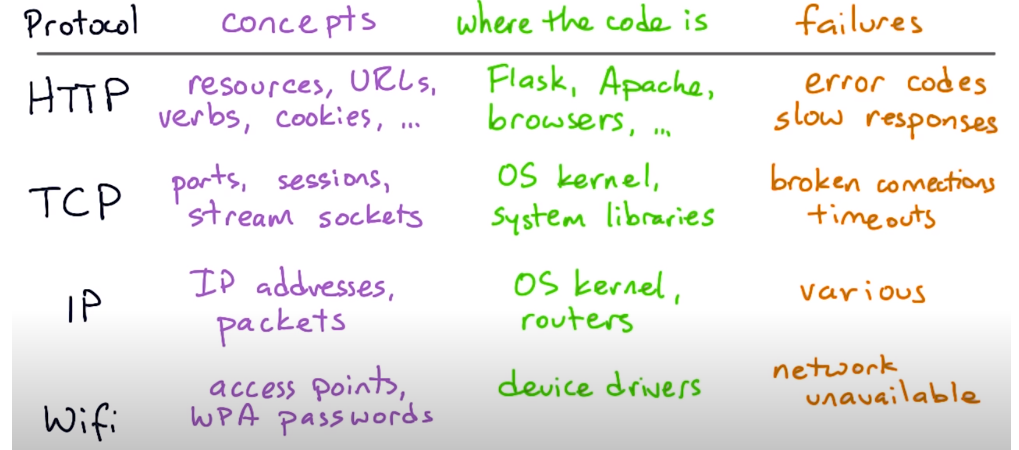 Protocol concepts where the code is failures
HTTP resources, URLs, verbs, cookies, ... Flask, Apache, browsers, ... error codes slow responses
TCP ports, sessions, stream sockets OS kernel, system libraries broken connections timeouts
IP IP addresses, packets OS kernel, routers various
Wifi access points, WPA passwords device drivers network unavailable